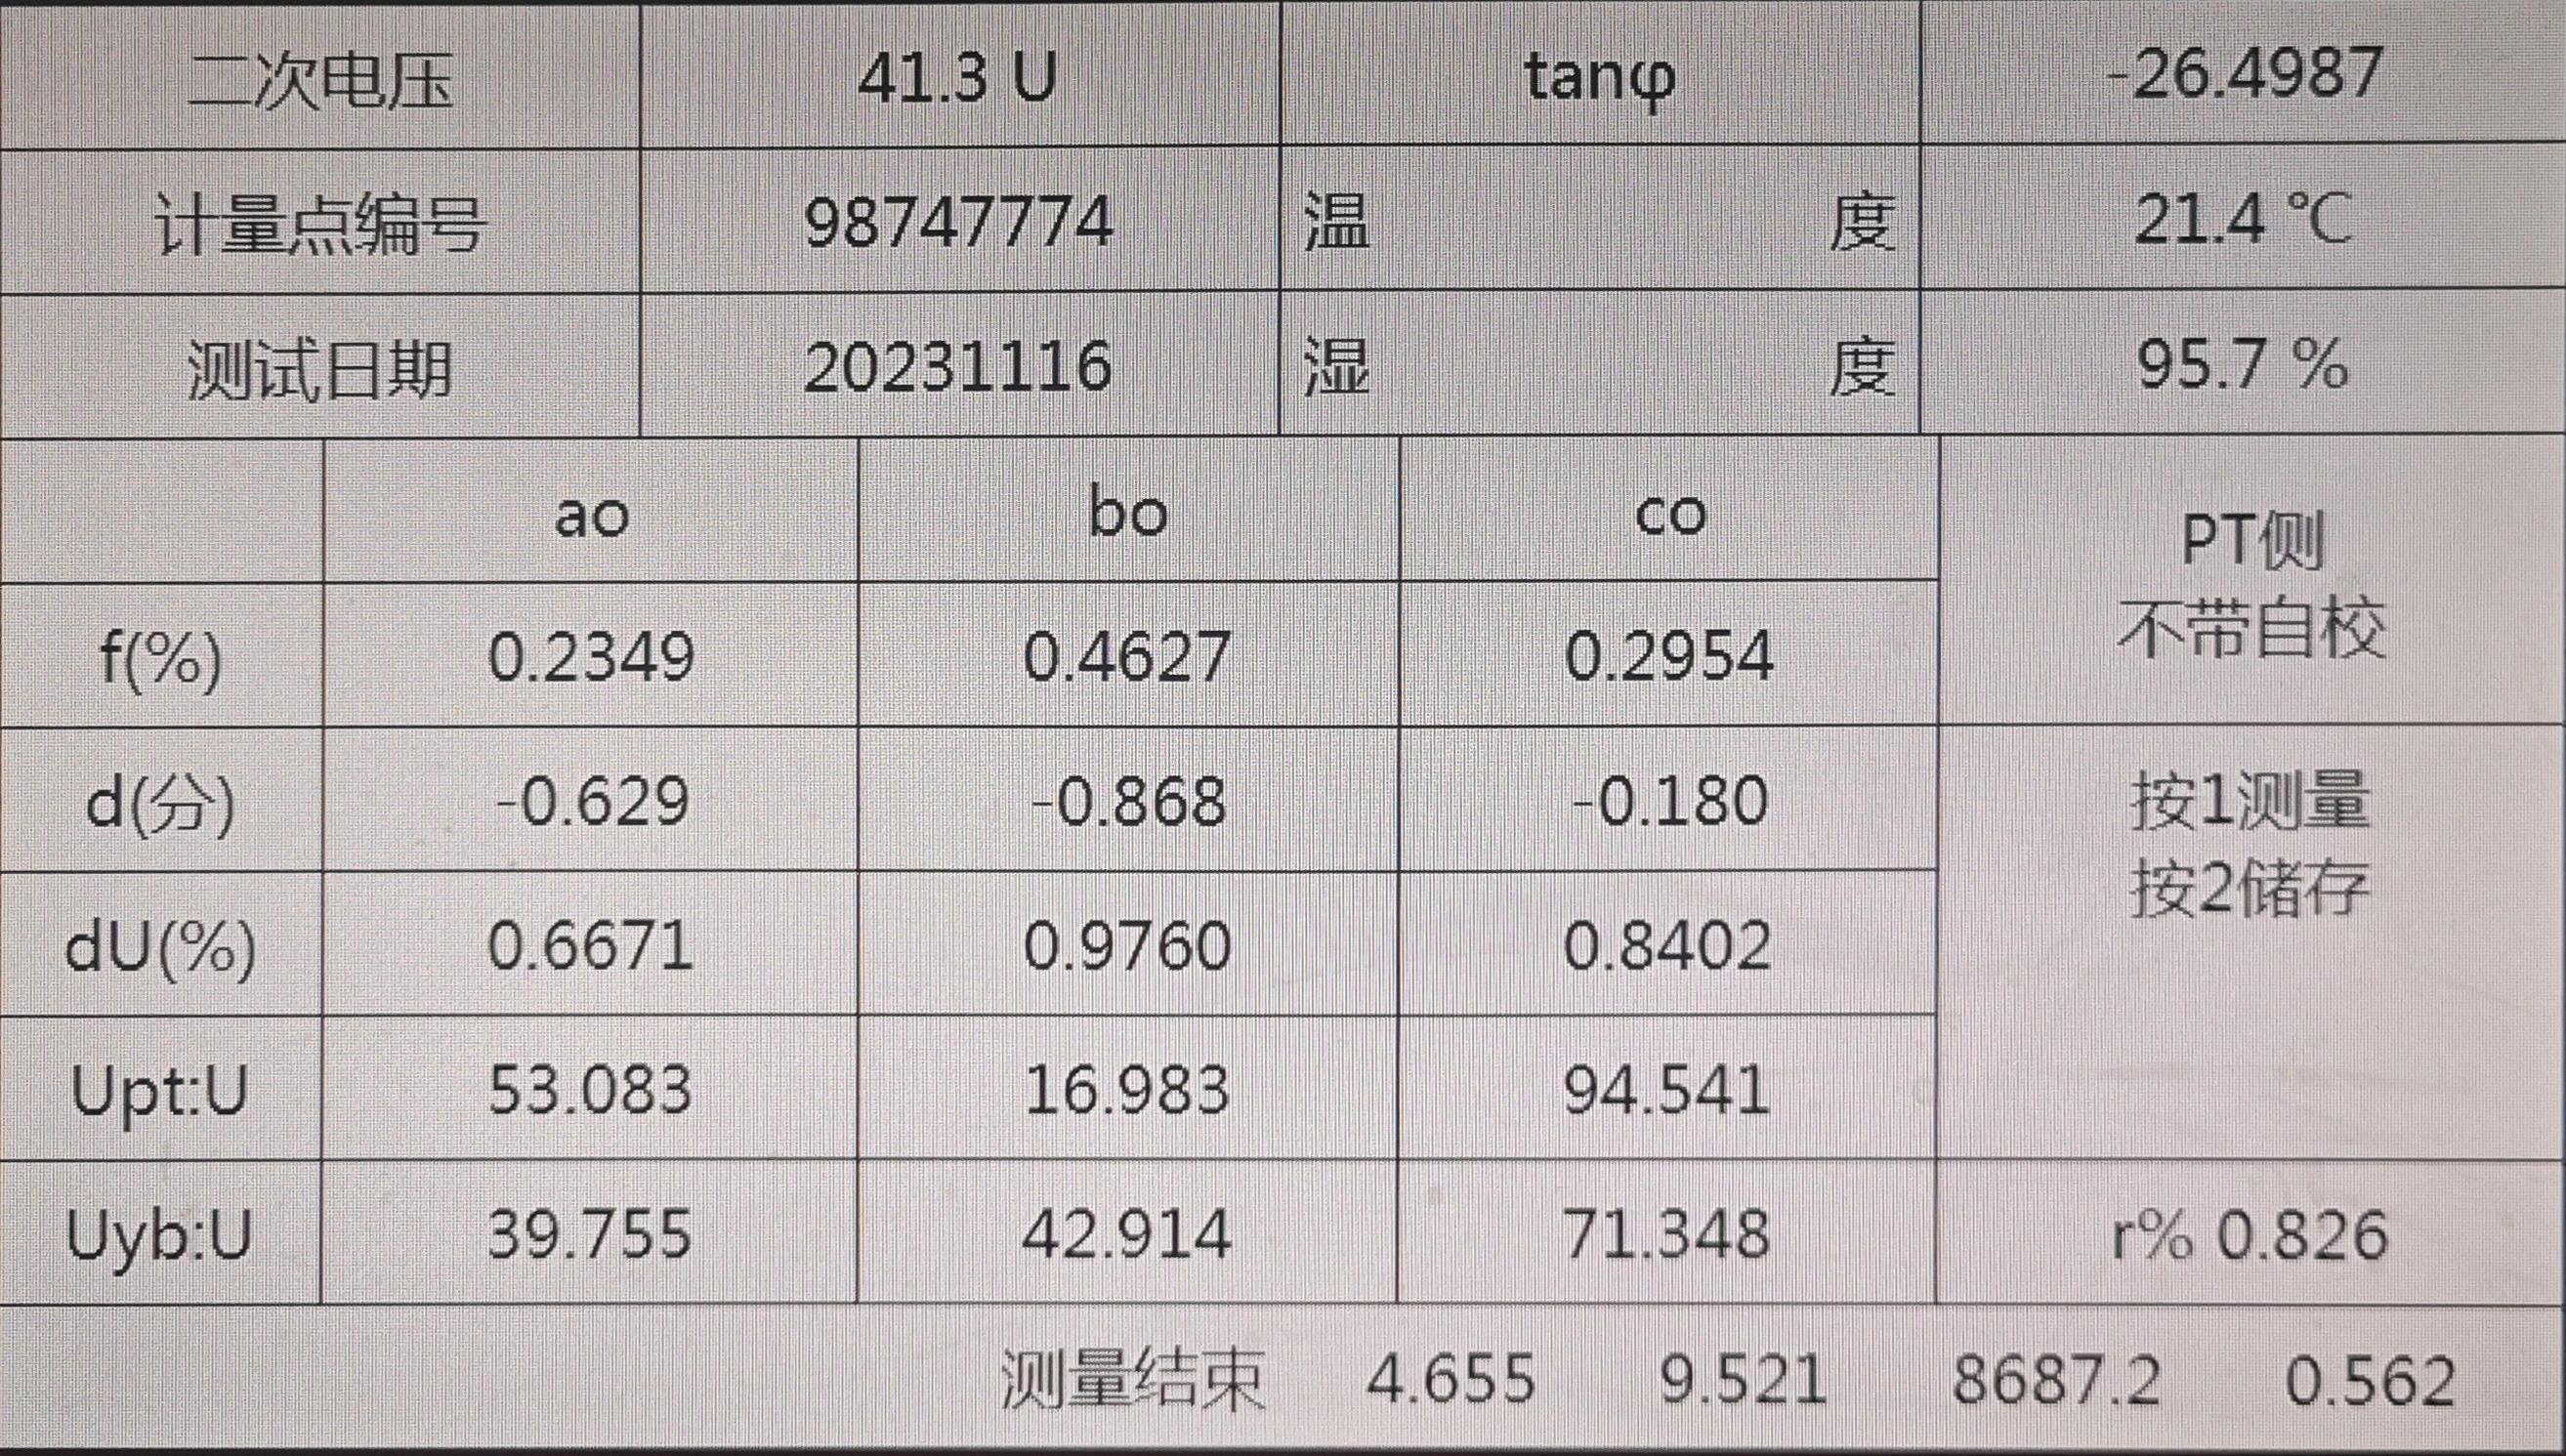 二次电压 41.3 U tanφ -26.4987
计量点编号 98747774 温度 21.4 ℃
测试日期 20231116 湿度 95.7 %
ao bo co PT侧
不带自校
f(%) 0.2349 0.4627 0.2954
d(分) -0.629 -0.868 -0.180 按1测量
按2储存
dU(%) 0.6671 0.9760 0.8402
Upt:U 53.083 16.983 94.541
Uyb:U 39.755 42.914 71.348 r% 0.826
测量结束 4.655 9.521 8687.2 0.562